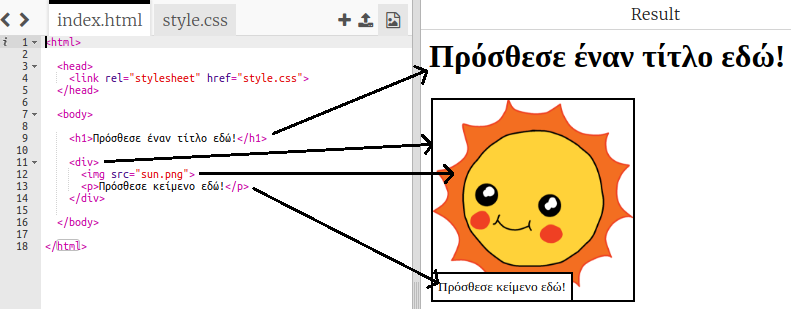 index.html
style.css
Result
1 <html>
2
3 <head>
4 <link rel="stylesheet" href="style.css">
5 </head>
6
7 <body>
8
9 <h1>Πρόσθεσε έναν τίτλο εδώ!</h1>
10
11 <div>
12 <img src="sun.png">
13 <p>Πρόσθεσε κείμενο εδώ!</p>
14 </div>
15
16 </body>
17
18 </html>
Πρόσθεσε έναν τίτλο εδώ!
Πρόσθεσε κείμενο εδώ!